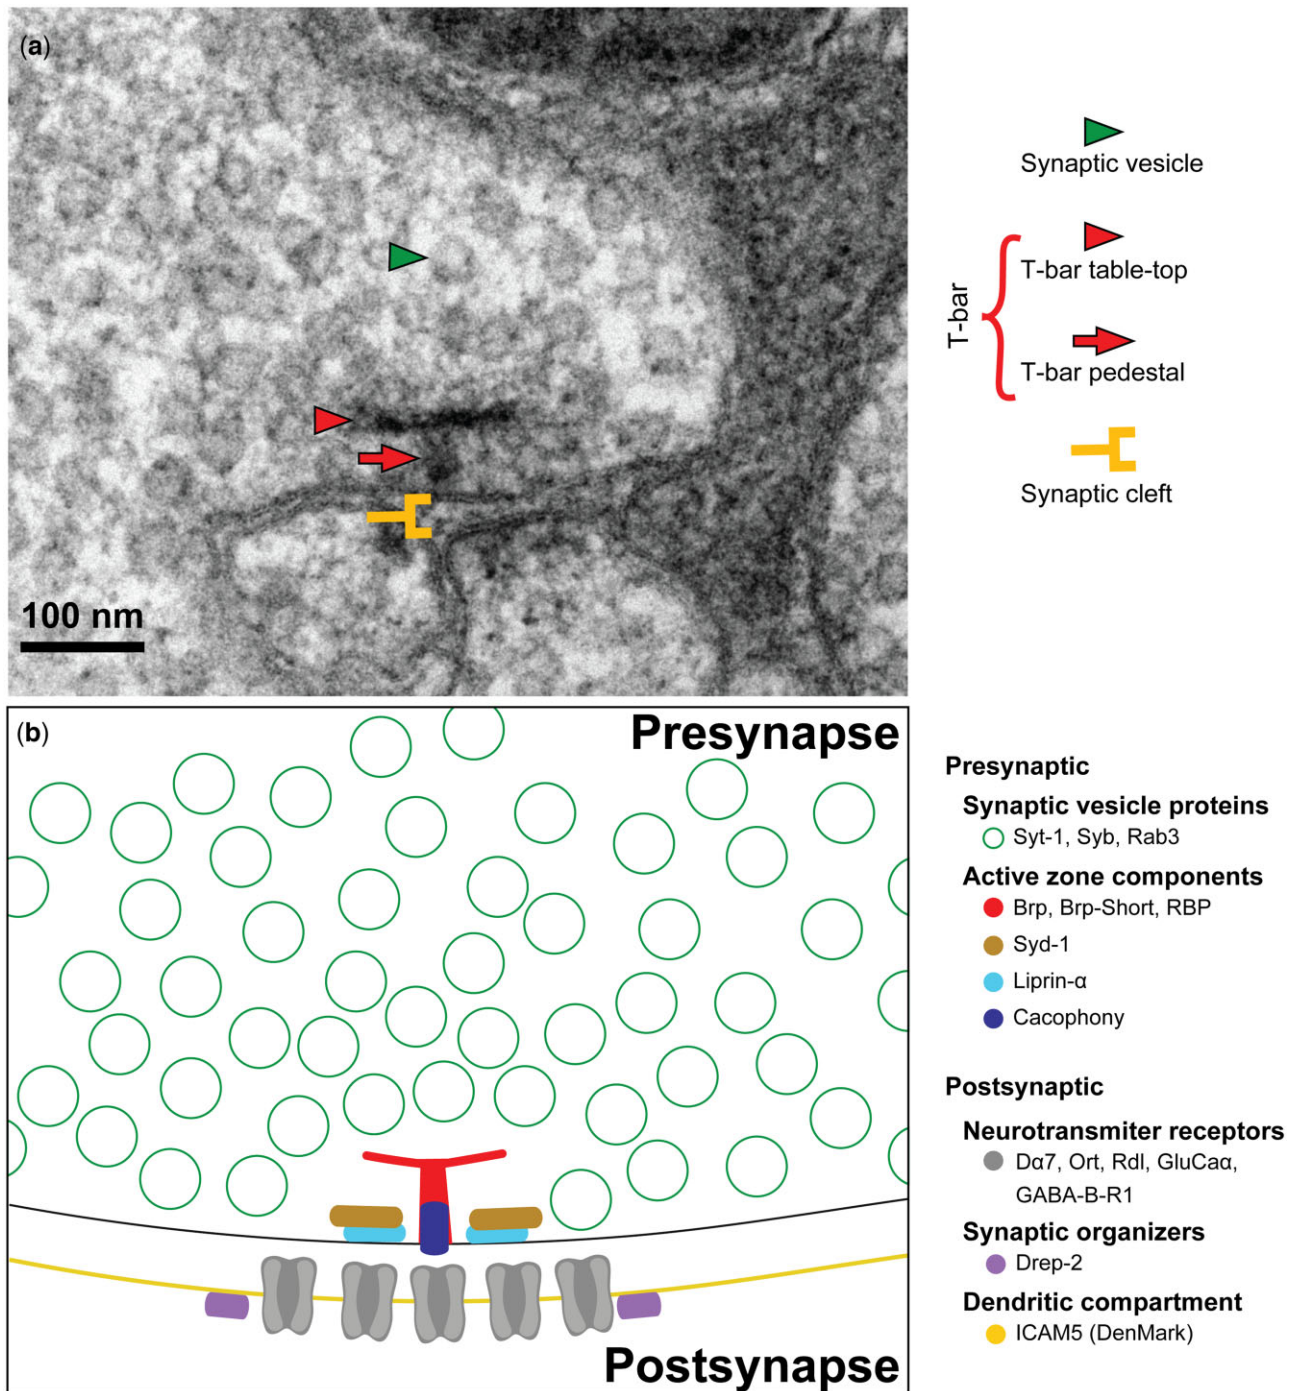 (a)
Synaptic vesicle
T-bar
T-bar table-top
T-bar pedestal
Synaptic cleft
100 nm
(b)
Presynapse
Postsynapse
Presynaptic
Synaptic vesicle proteins
Syt-1, Syb, Rab3
Active zone components
Brp, Brp-Short, RBP
Syd-1
Liprin-α
Cacophony
Postsynaptic
Neurotransmiter receptors
Dα7, Ort, Rdl, GluCaα,
GABA-B-R1
Synaptic organizers
Drep-2
Dendritic compartment
ICAM5 (DenMark)